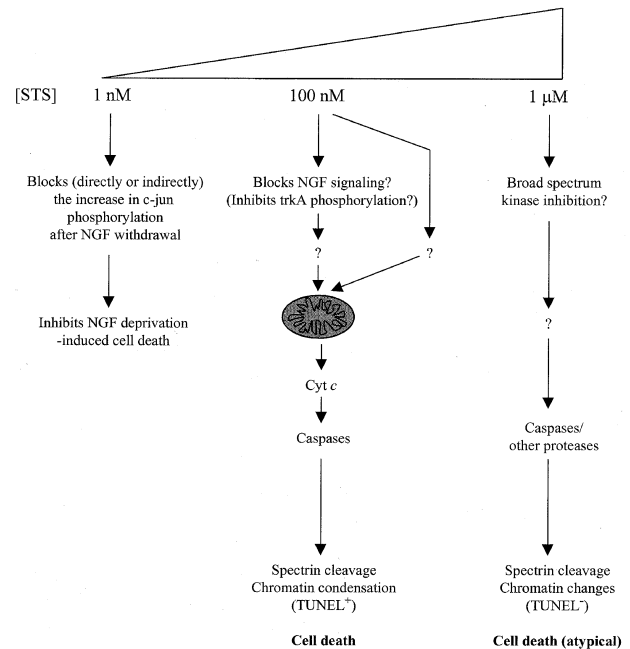 [STS] 1 nM 100 nM 1 μM
Blocks (directly or indirectly)
the increase in c-jun
phosphorylation
after NGF withdrawal
Inhibits NGF deprivation
-induced cell death
Blocks NGF signaling?
(Inhibits trkA phosphorylation?)
?
?
Cyt c
Caspases
Spectrin cleavage
Chromatin condensation
(TUNEL⁺)
Cell death
Broad spectrum
kinase inhibition?
?
Caspases/
other proteases
Spectrin cleavage
Chromatin changes
(TUNEL⁻)
Cell death (atypical)